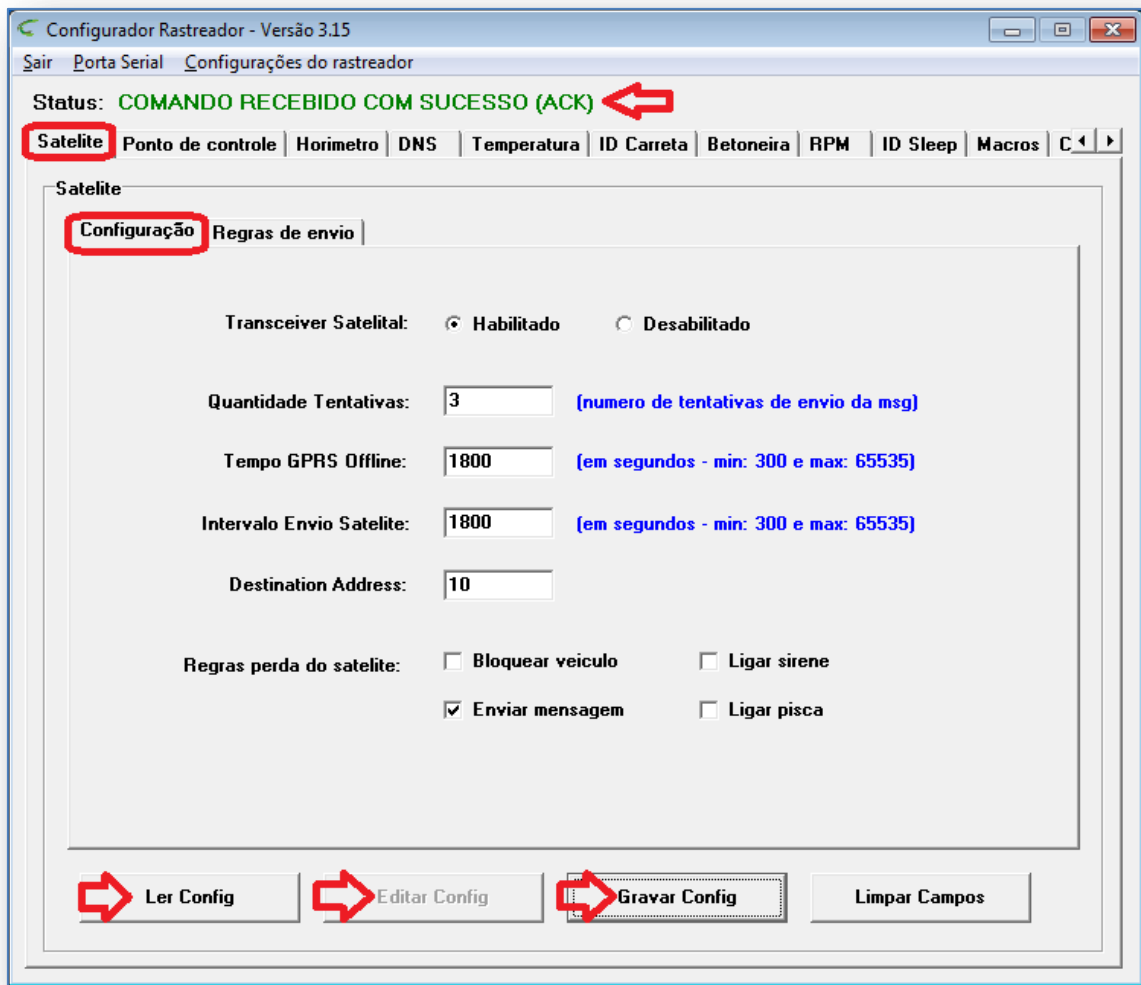 Configurador Rastreador - Versão 3.15
Sair Porta Serial Configurações do rastreador
Status: COMANDO RECEBIDO COM SUCESSO (ACK)
Satelite Ponto de controle Horimetro DNS Temperatura ID Carreta Betoneira RPM ID Sleep Macros C
Satelite
Configuração Regras de envio
Transceiver Satelital: Habilitado Desabilitado
Quantidade Tentativas: 3 (numero de tentativas de envio da msg)
Tempo GPRS Offline: 1800 (em segundos - min: 300 e max: 65535)
Intervalo Envio Satelite: 1800 (em segundos - min: 300 e max: 65535)
Destination Address: 10
Regras perda do satelite: Bloquear veiculo Ligar sirene
Enviar mensagem Ligar pisca
Ler Config Editar Config Gravar Config Limpar Campos